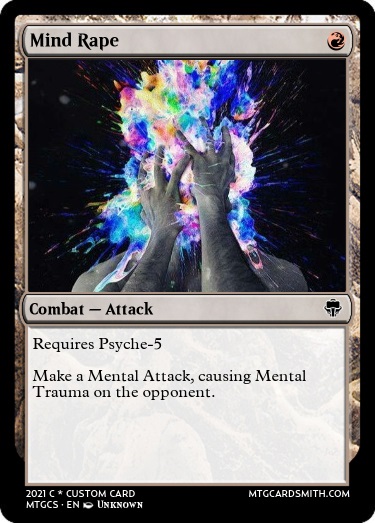 Mind Rape
Combat — Attack
Requires Psyche-5
Make a Mental Attack, causing Mental
Trauma on the opponent.
2021 C * CUSTOM CARD
MTGCARDSMITH.COM
MTGCS · EN Unknown